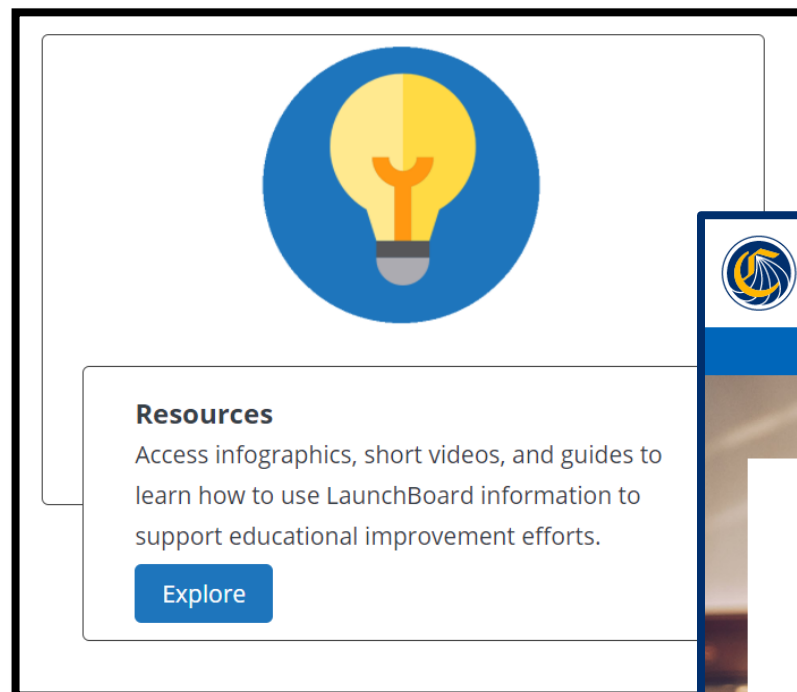 Resources
Access infographics, short videos, and guides to
learn how to use LaunchBoard information to
support educational improvement efforts.
Explore